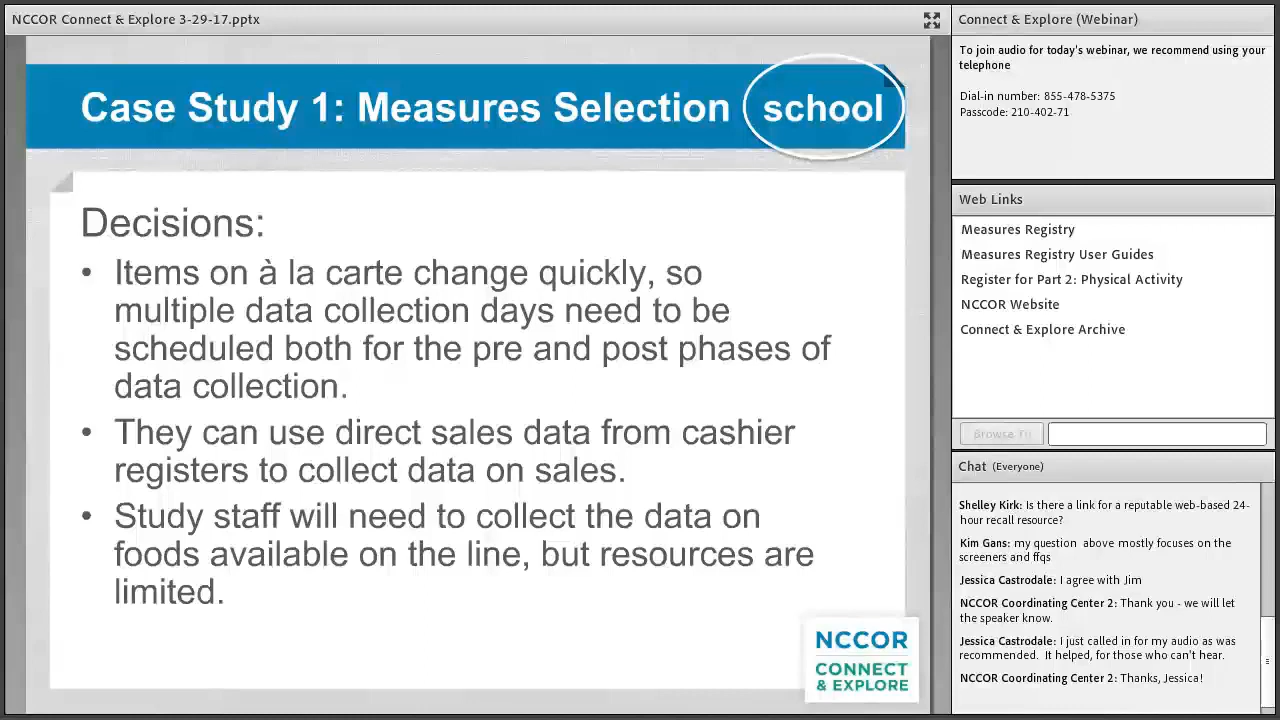 NCCOR Connect & Explore 3-29-17.pptx
Case Study 1: Measures Selection school
Decisions:
• Items on à la carte change quickly, so
multiple data collection days need to be
scheduled both for the pre and post phases of
data collection.
• They can use direct sales data from cashier
registers to collect data on sales.
• Study staff will need to collect the data on
foods available on the line, but resources are
limited.
NCCOR
CONNECT
& EXPLORE
Connect & Explore (Webinar)
To join audio for today's webinar, we recommend using your
telephone
Dial-in number: 855-478-5375
Passcode: 210-402-71
Web Links
Measures Registry
Measures Registry User Guides
Register for Part 2: Physical Activity
NCCOR Website
Connect & Explore Archive
Browse To
Chat (Everyone)
Shelley Kirk: Is there a link for a reputable web-based 24-
hour recall resource?
Kim Gans: my question above mostly focuses on the
screeners and ffqs
Jessica Castrodale: I agree with Jim
NCCOR Coordinating Center 2: Thank you - we will let
the speaker know.
Jessica Castrodale: I just called in for my audio as was
recommended. It helped, for those who can't hear.
NCCOR Coordinating Center 2: Thanks, Jessica!